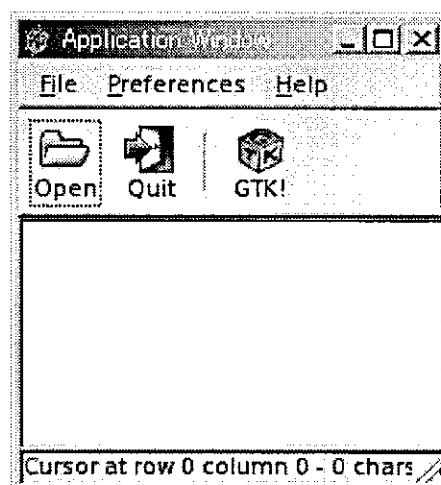 Application Window
File Preferences Help
Open Quit GTK!
Cursor at row 0 column 0 - 0 chars